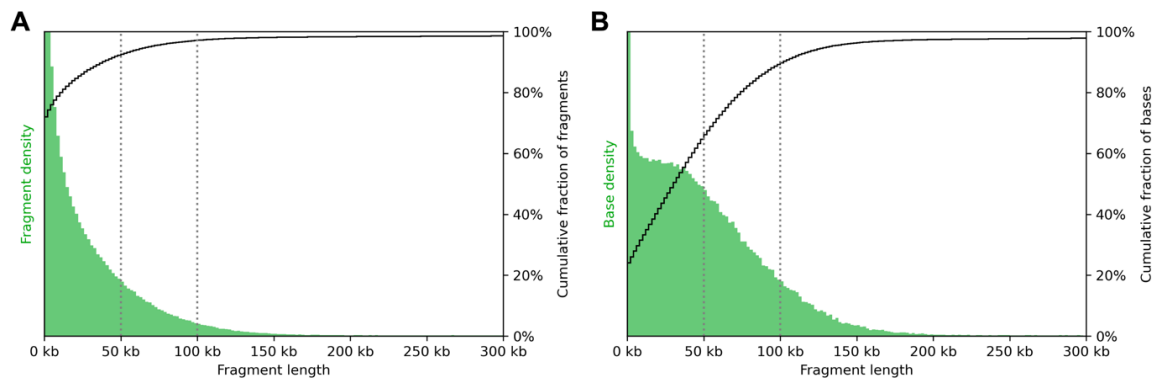 A
Fragment density
0 kb
50 kb
100 kb
150 kb
200 kb
250 kb
300 kb
Fragment length
0%
20%
40%
60%
80%
100%
Cumulative fraction of fragments
B
Base density
0 kb
50 kb
100 kb
150 kb
200 kb
250 kb
300 kb
Fragment length
0%
20%
40%
60%
80%
100%
Cumulative fraction of bases